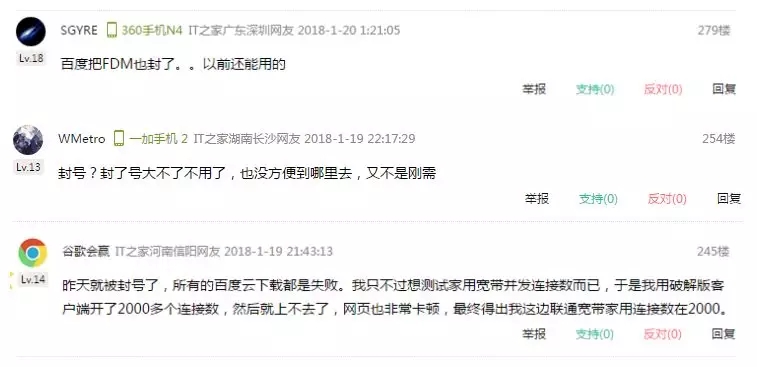 SGYRE 360手机N4 IT之家广东深圳网友 2018-1-20 1:21:05 279楼
Lv.18
百度把FDM也封了。。以前还能用的
举报 支持(0) 反对(0) 回复
WMetro 一加手机 2 IT之家湖南长沙网友 2018-1-19 22:17:29 254楼
Lv.13
封号？封了号大不了不用了，也没方便到哪里去，又不是刚需
举报 支持(0) 反对(0) 回复
谷歌会赢 IT之家河南信阳网友 2018-1-19 21:43:13 245楼
Lv.14
昨天就被封号了，所有的百度云下载都是失败。我只不过想测试家用宽带并发连接数而已，于是我用破解版客
户端开了2000多个连接数，然后就上不去了，网页也非常卡顿，最终得出我这边联通宽带家用连接数在2000。
举报 支持(0) 反对(0) 回复